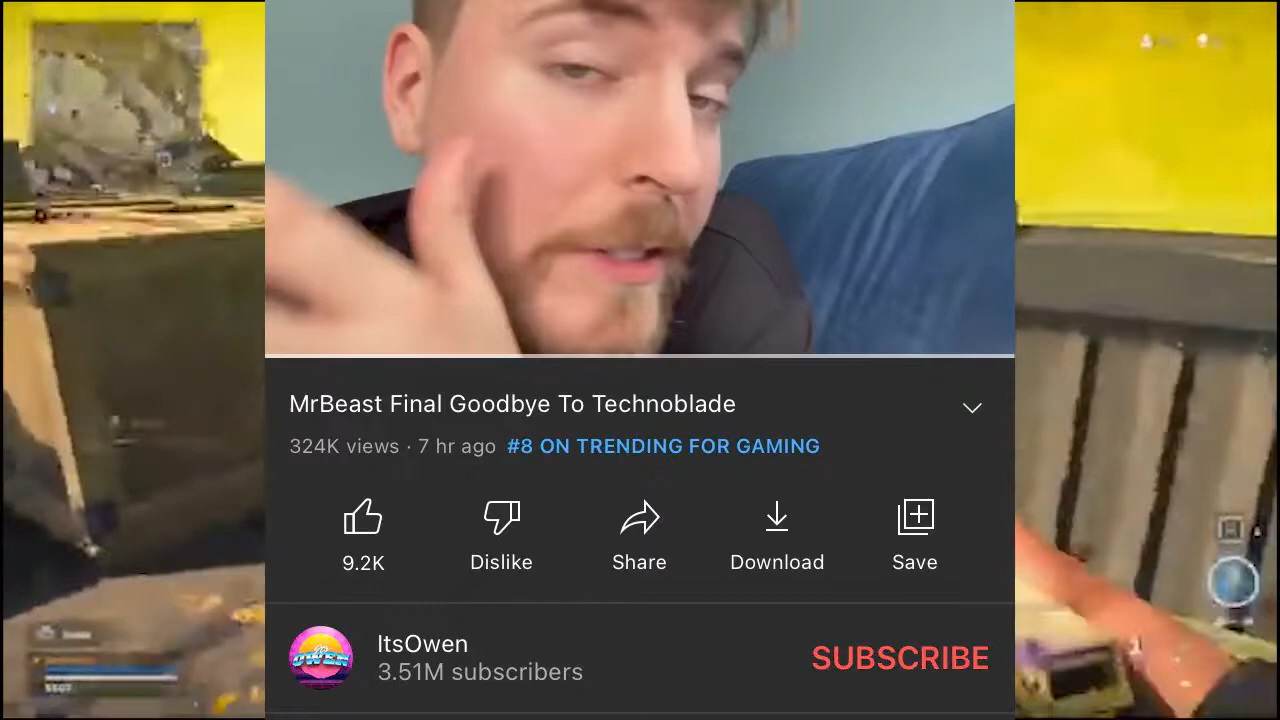 MrBeast Final Goodbye To Technoblade
324K views · 7 hr ago #8 ON TRENDING FOR GAMING
9.2K
Dislike
Share
Download
Save
OWEN
ItsOwen
3.51M subscribers
SUBSCRIBE